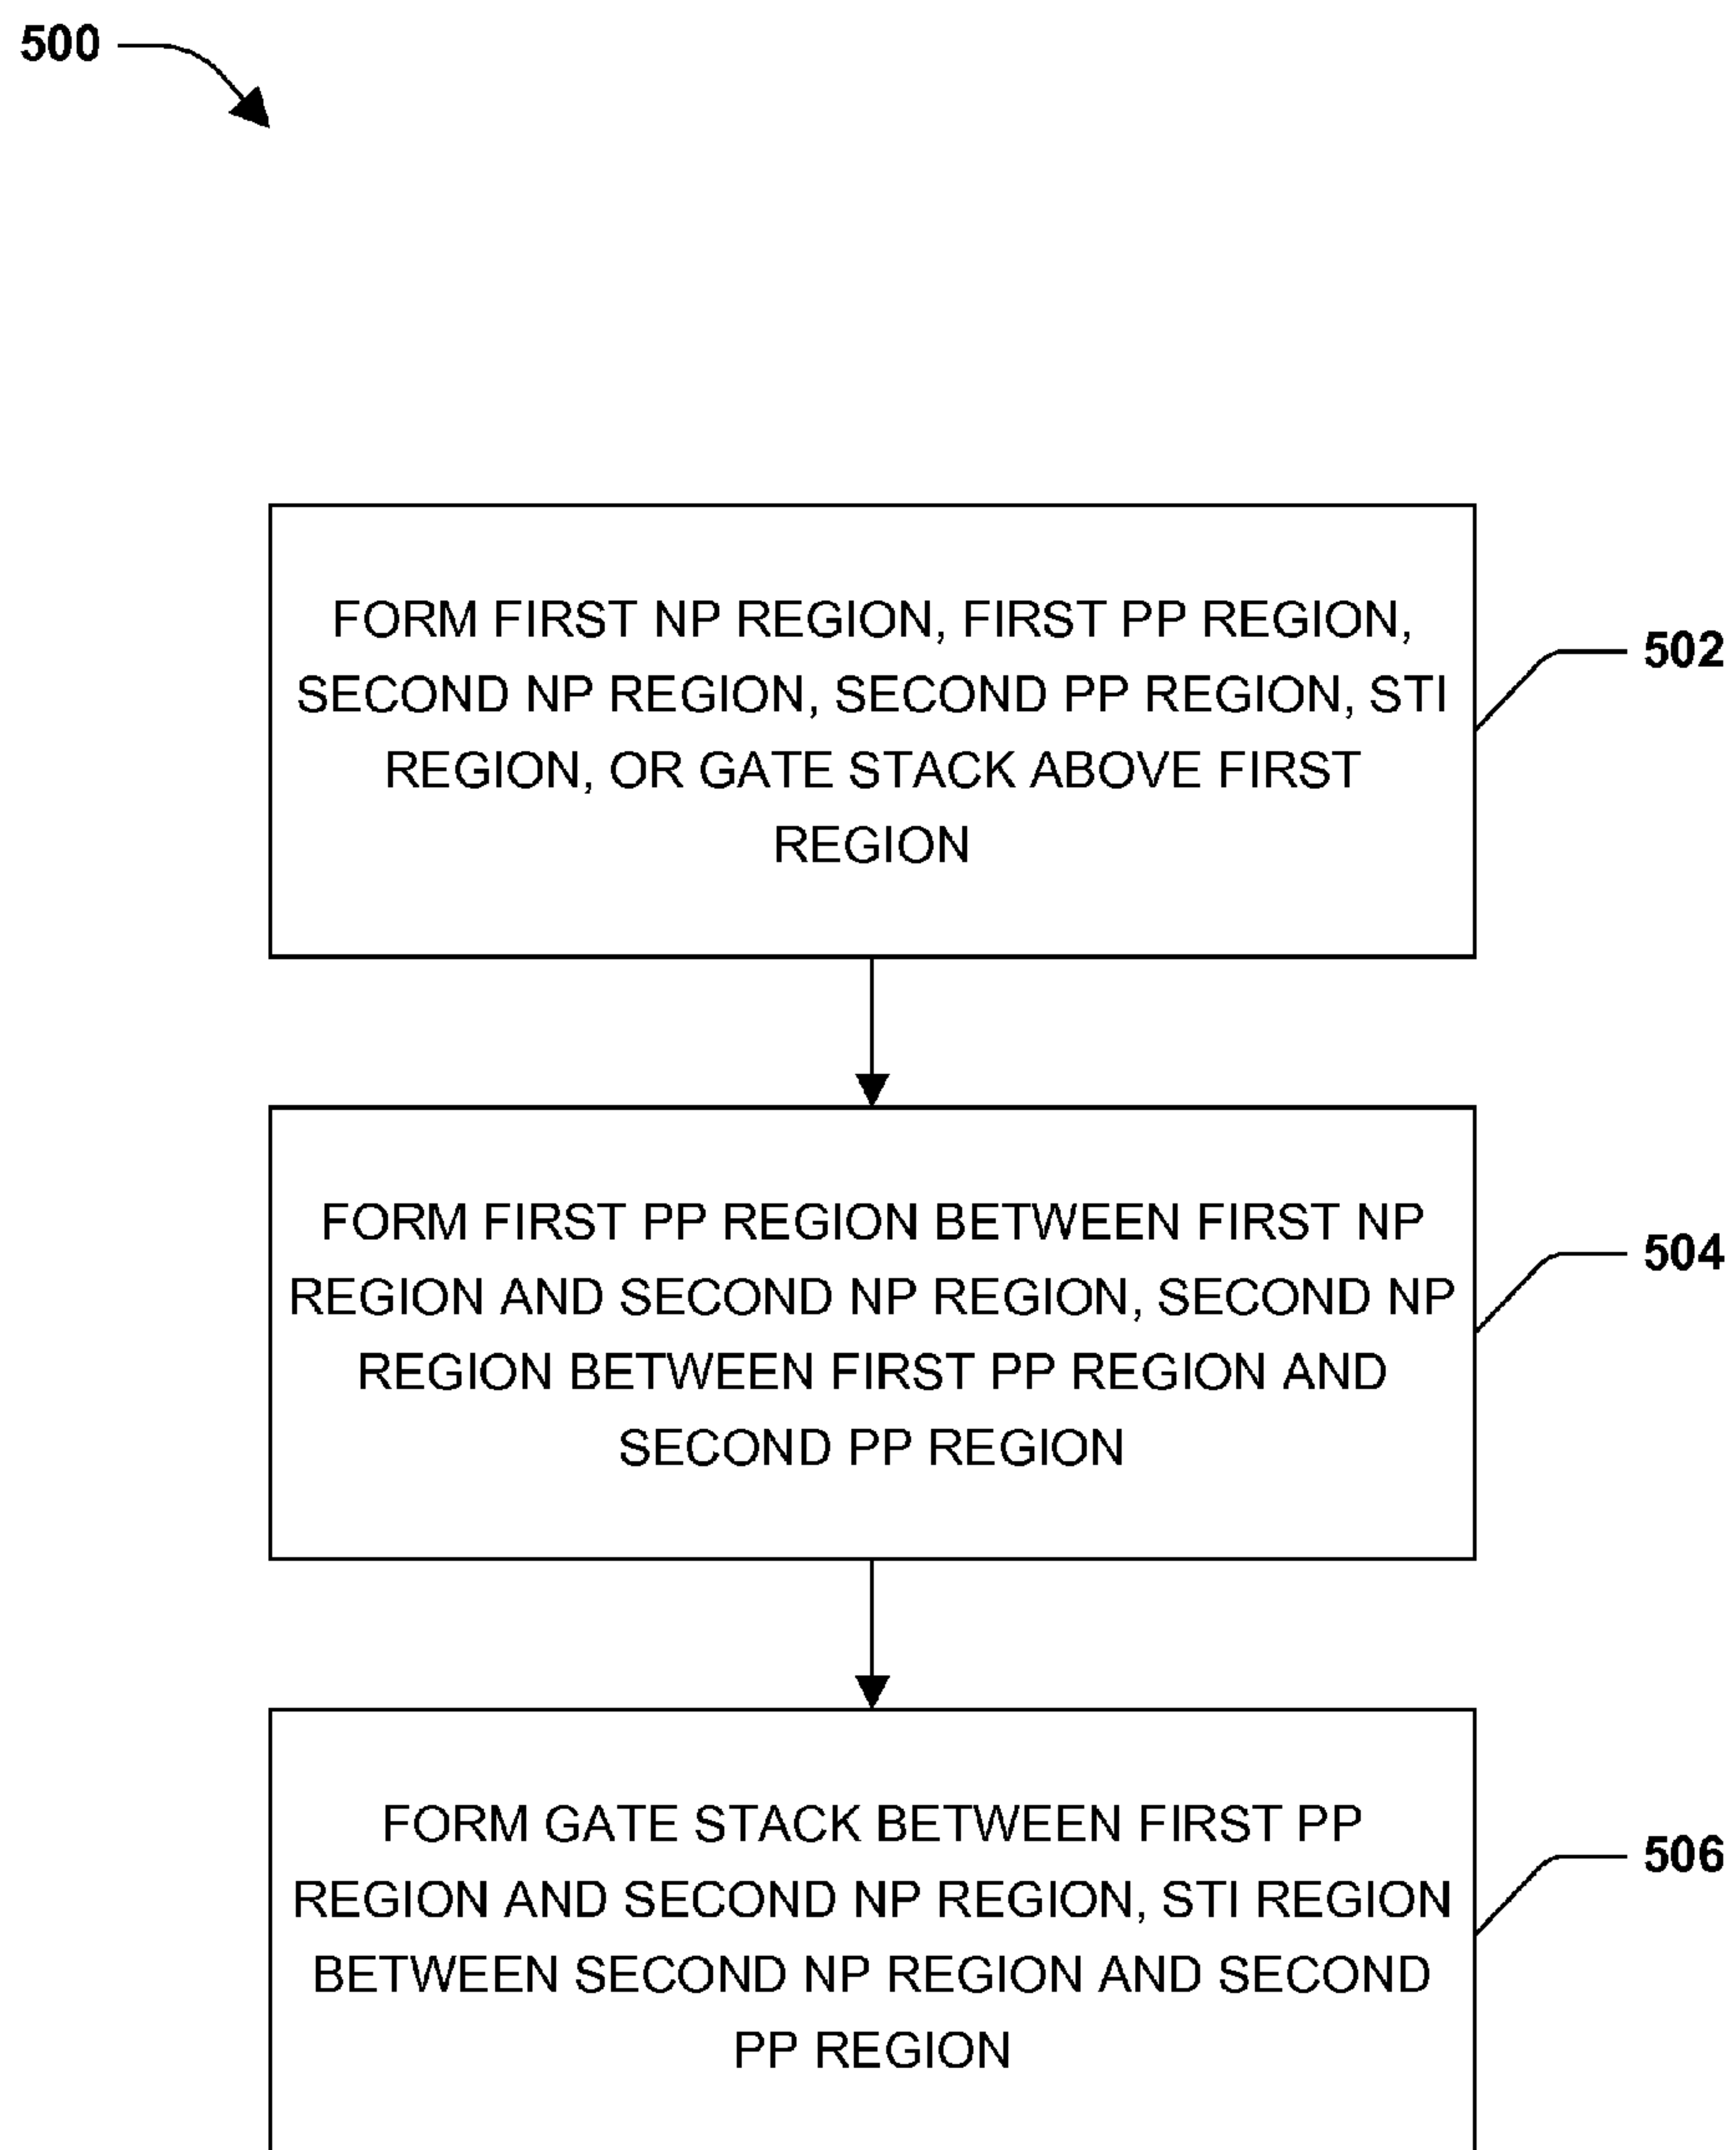 500
FORM FIRST NP REGION, FIRST PP REGION,
SECOND NP REGION, SECOND PP REGION, STI
REGION, OR GATE STACK ABOVE FIRST
REGION
502
FORM FIRST PP REGION BETWEEN FIRST NP
REGION AND SECOND NP REGION, SECOND NP
REGION BETWEEN FIRST PP REGION AND
SECOND PP REGION
504
FORM GATE STACK BETWEEN FIRST PP
REGION AND SECOND NP REGION, STI REGION
BETWEEN SECOND NP REGION AND SECOND
PP REGION
506